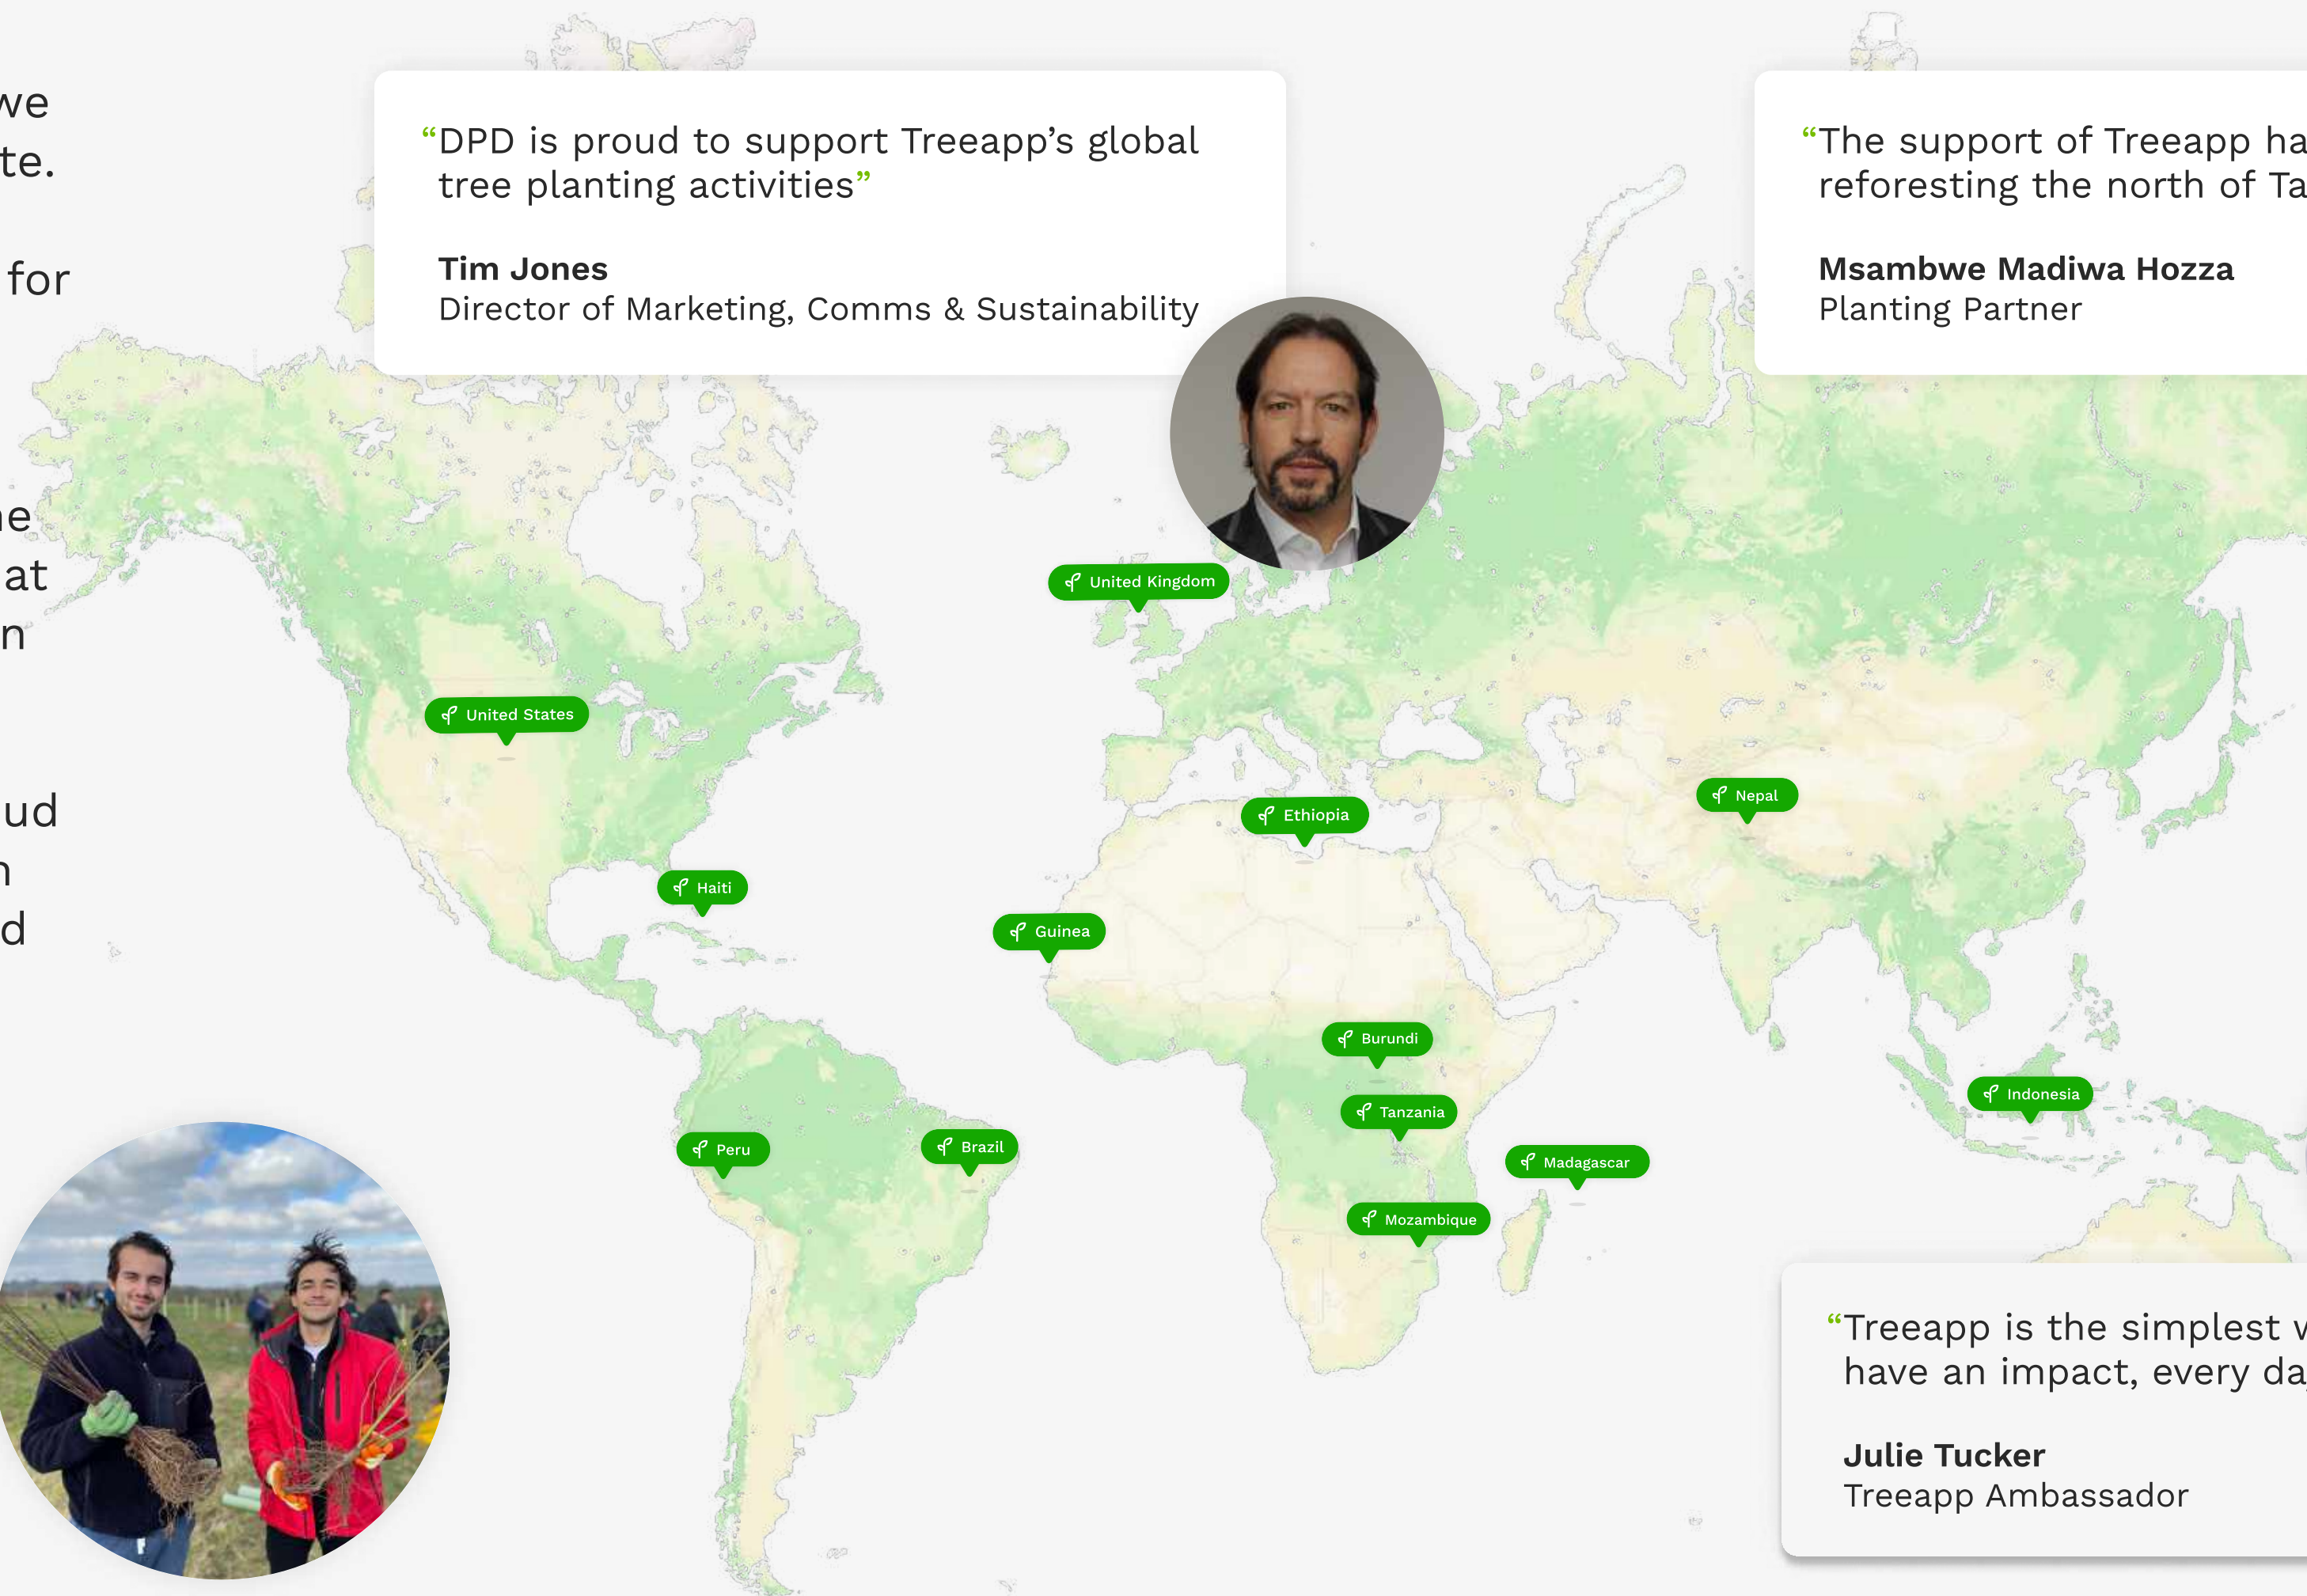 we
te.
for
ne
at
n
ud
n
d
“DPD is proud to support Treeapp’s global
tree planting activities”
Tim Jones
Director of Marketing, Comms & Sustainability
“The support of Treeapp ha
reforesting the north of Ta
Msambwe Madiwa Hozza
Planting Partner
United Kingdom
United States
Nepal
Ethiopia
Haiti
Guinea
Burundi
Indonesia
Tanzania
Peru
Brazil
Madagascar
Mozambique
“Treeapp is the simplest w
have an impact, every da
Julie Tucker
Treeapp Ambassador